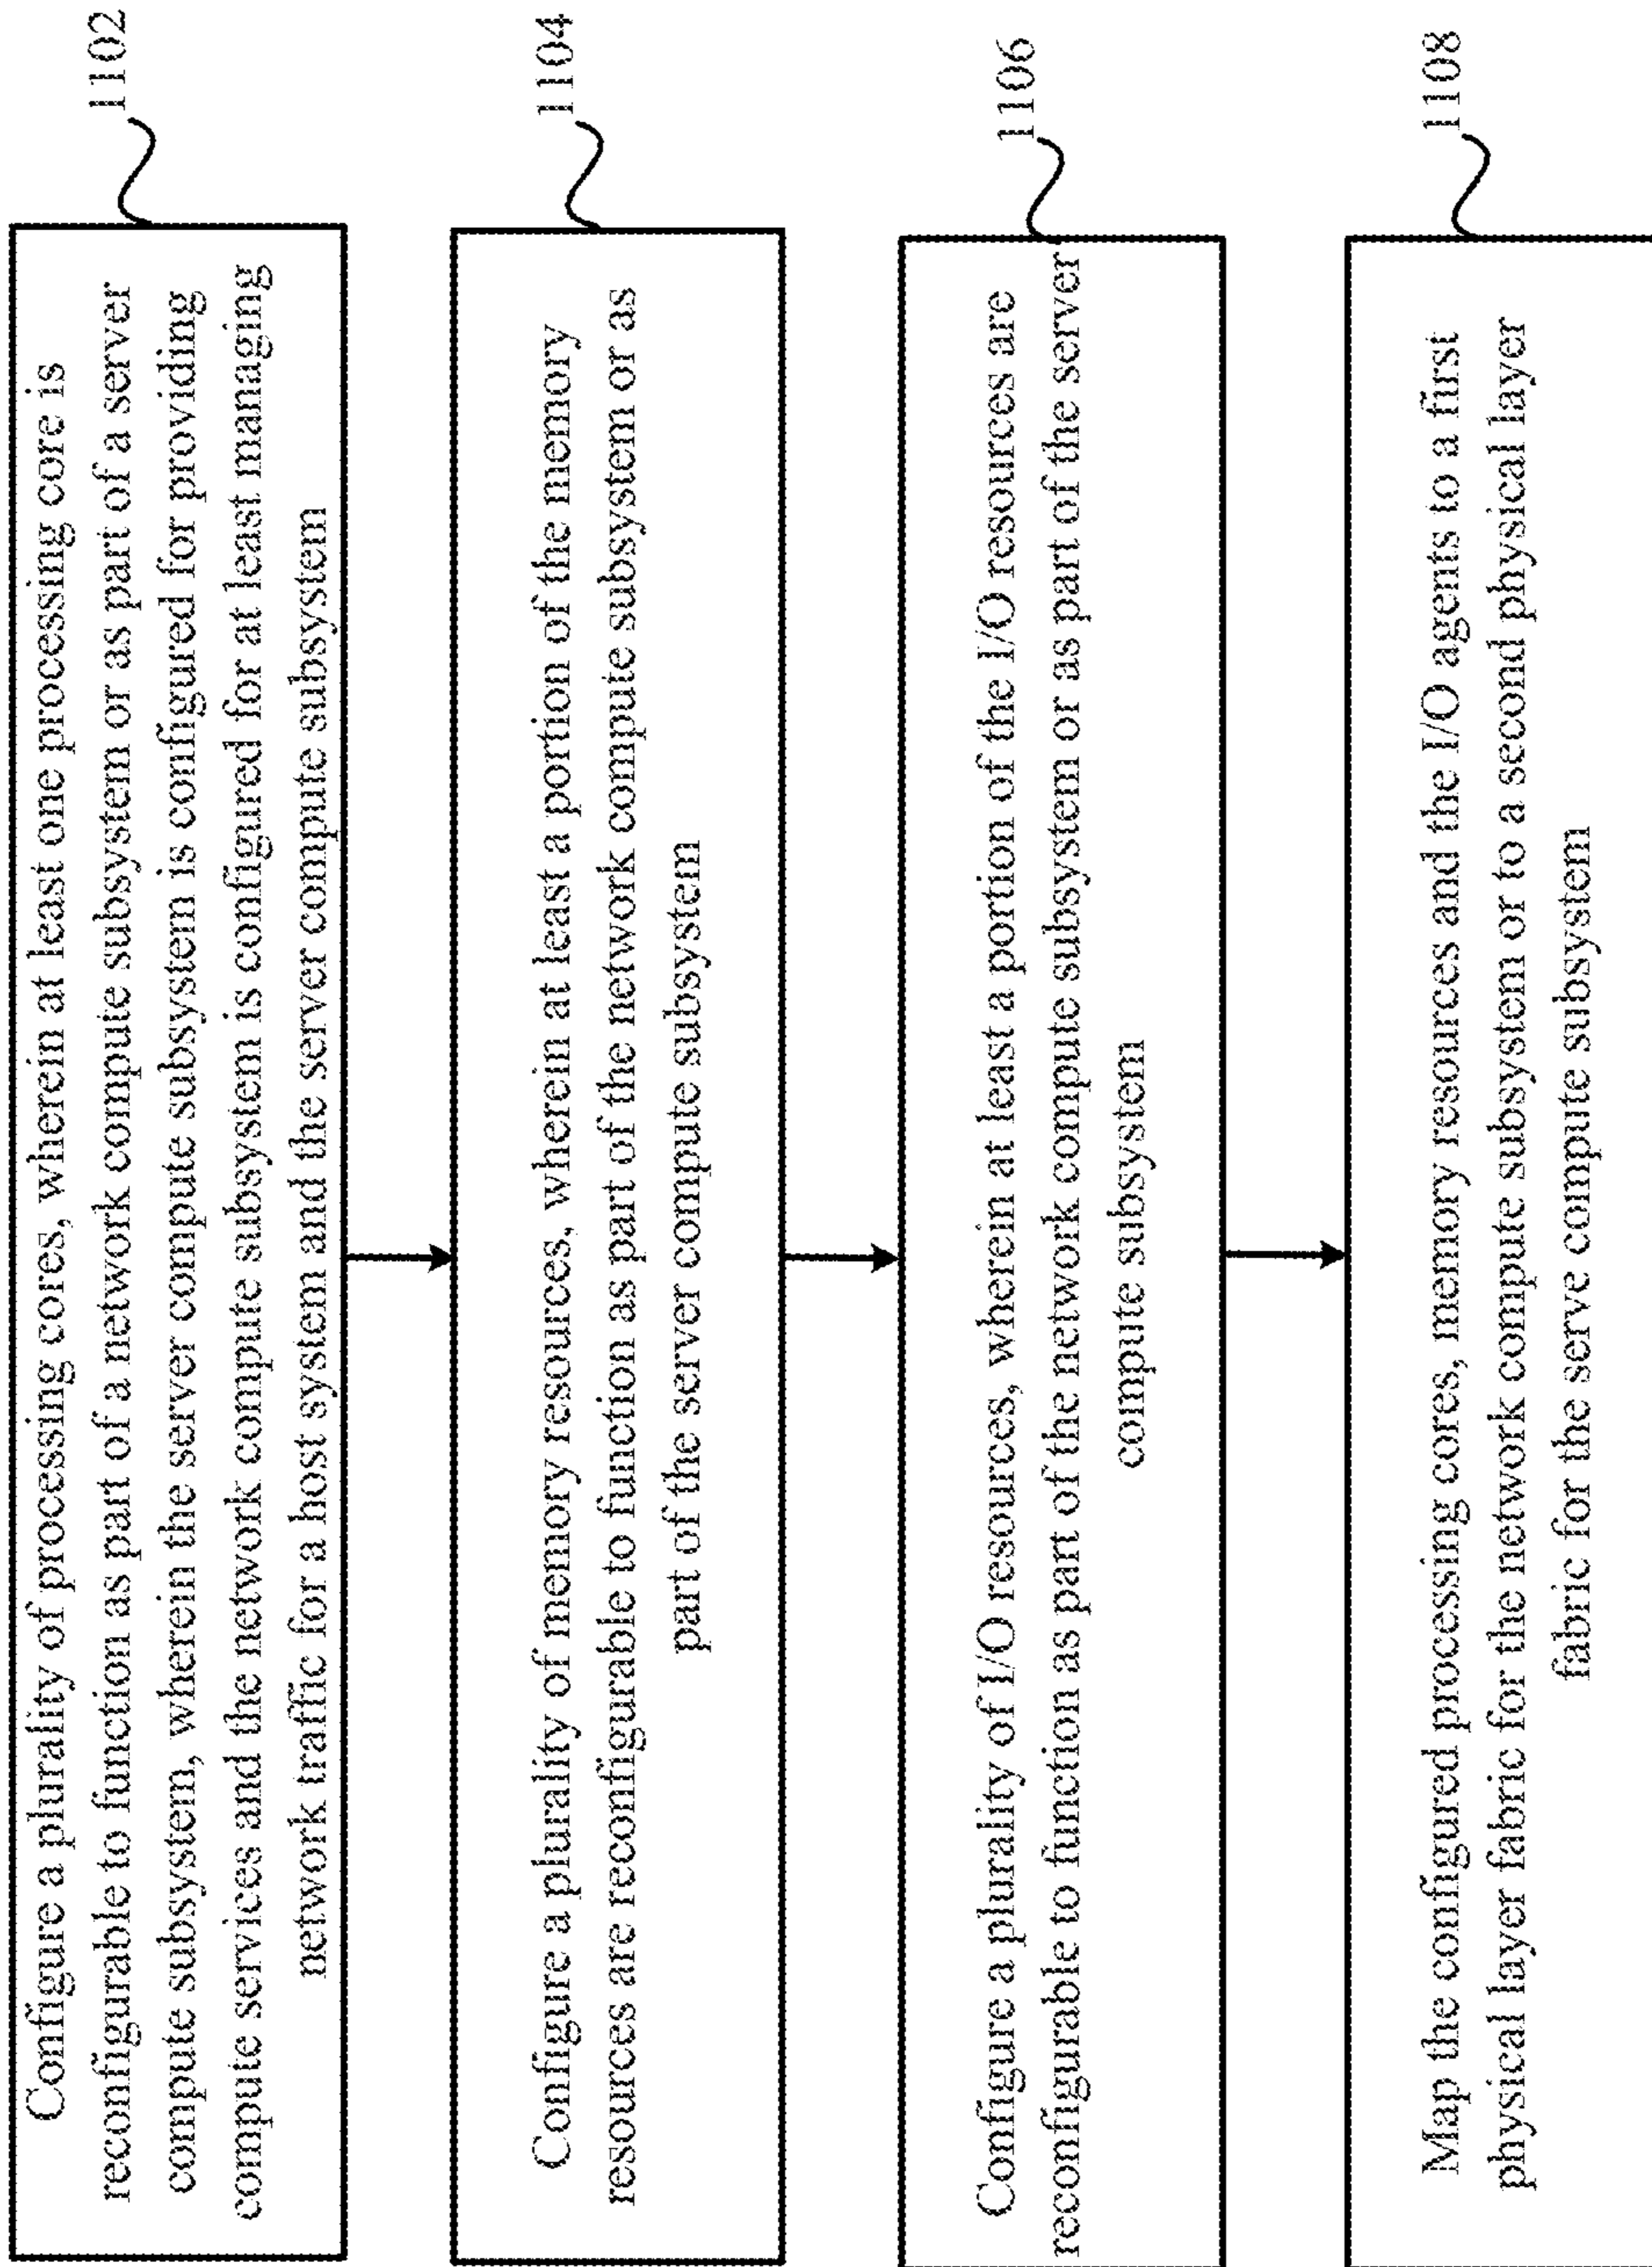 Configure a plurality of processing cores, wherein at least one processing core is
reconfigurable to function as part of a network compute subsystem or as part of a server
compute subsystem, wherein the server compute subsystem is configured for providing
compute services and the network compute subsystem is configured for at least managing
network traffic for a host system and the server compute subsystem
1102
Configure a plurality of memory resources, wherein at least a portion of the memory
resources are reconfigurable to function as part of the network compute subsystem or as
part of the server compute subsystem
1104
Configure a plurality of I/O resources, wherein at least a portion of the I/O resources are
reconfigurable to function as part of the network compute subsystem or as part of the server
compute subsystem
1106
Map the configured processing cores, memory resources and the I/O agents to a first
physical layer fabric for the network compute subsystem or to a second physical layer
fabric for the serve compute subsystem
1108